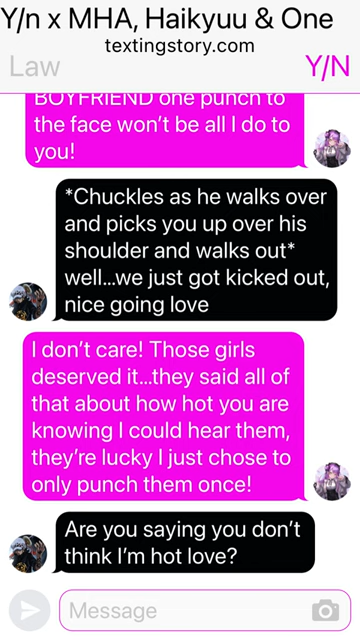 Y/n x MHA, Haikyuu & One
textingstory.com
Law
Y/N
BOYFRIEND one punch to
the face won't be all I do to
you!
*Chuckles as he walks over
and picks you up over his
shoulder and walks out*
well...we just got kicked out,
nice going love
I don't care! Those girls
deserved it...they said all of
that about how hot you are
knowing I could hear them,
they're lucky I just chose to
only punch them once!
Are you saying you don't
think I'm hot love?
Message